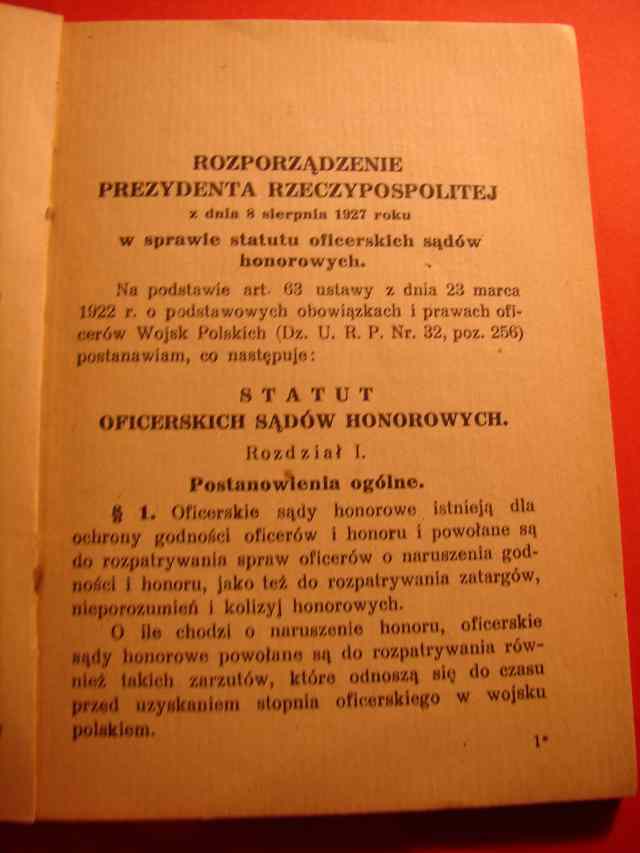 ROZPORZĄDZENIE
PREZYDENTA RZECZYPOSPOLITEJ
z dnia 8 sierpnia 1927 roku
w sprawie statutu oficerskich sądów
honorowych.
Na podstawie art. 63 ustawy z dnia 23 marca
1922 r. o podstawowych obowiązkach i prawach ofi-
cerów Wojsk Polskich (Dz. U. R. P. Nr. 32, poz. 256)
postanawiam, co następuje:
STATUT
OFICERSKICH SĄDÓW HONOROWYCH.
Rozdział I.
Postanowienia ogólne.
§ 1. Oficerskie sądy honorowe istnieją dla
ochrony godności oficerów i honoru i powołane są
do rozpatrywania spraw oficerów o naruszenia god-
ności i honoru, jako też do rozpatrywania zatargów,
nieporozumień i kolizyj honorowych.
O ile chodzi o naruszenie honoru, oficerskie
sądy honorowe powołane są do rozpatrywania rów-
nież takich zarzutów, które odnoszą się do czasu
przed uzyskaniem stopnia oficerskiego w wojsku
polskiem.
1*